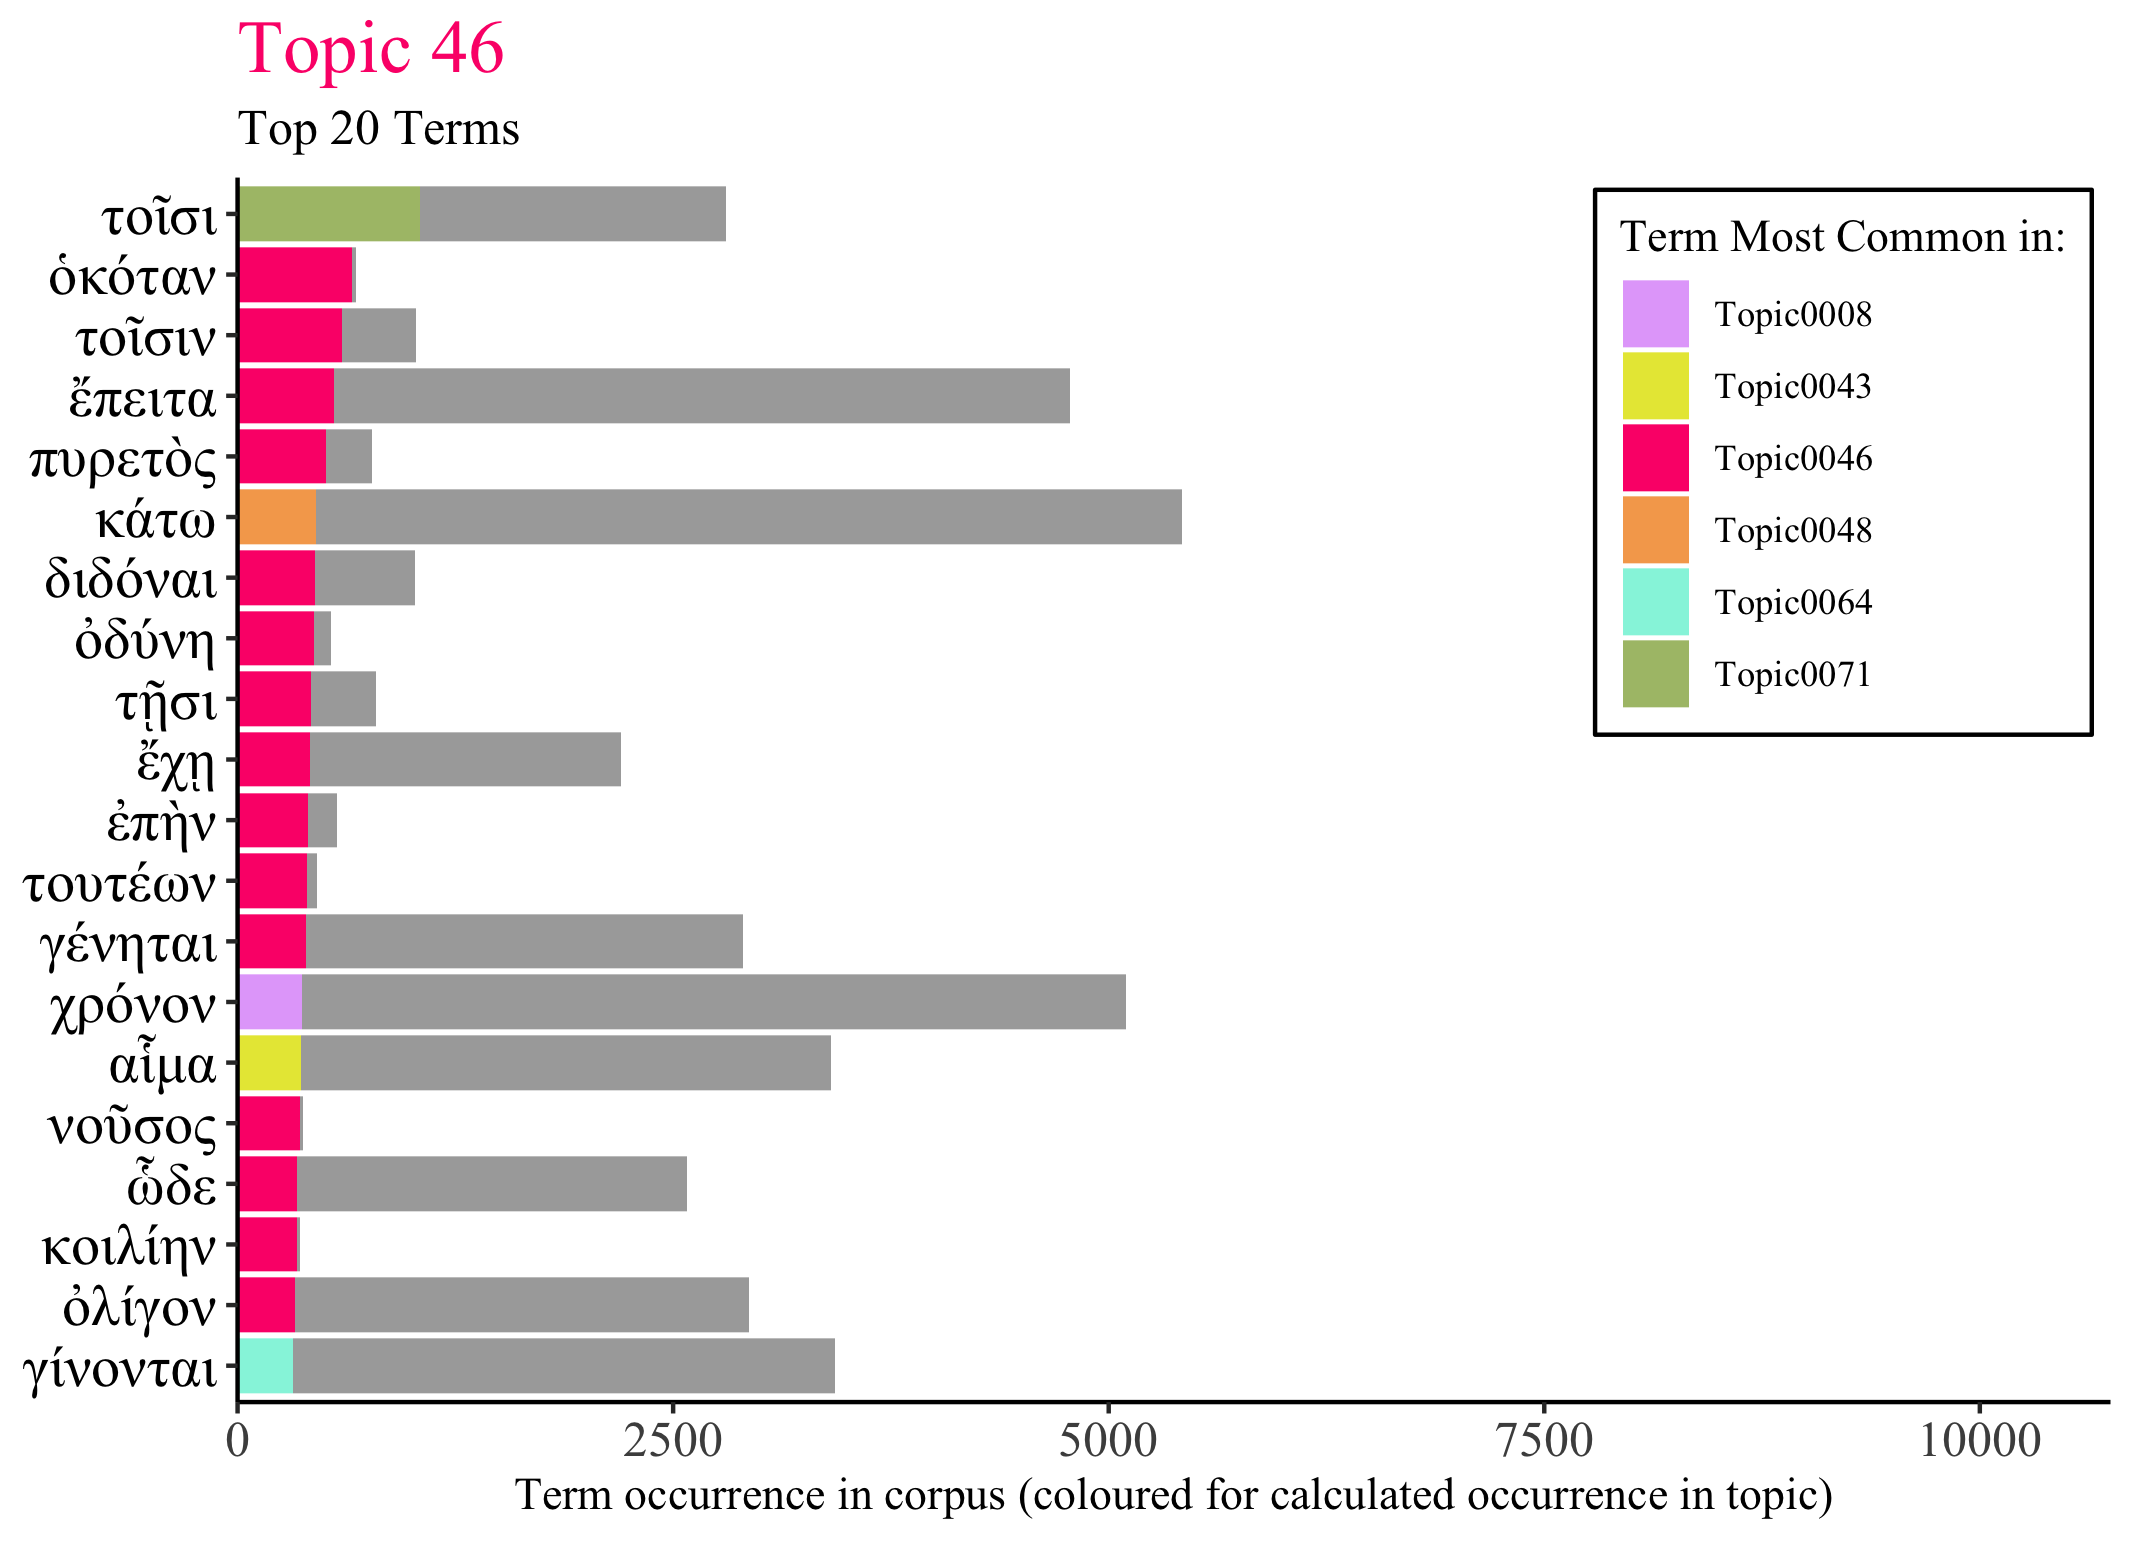 Topic 46
Top 20 Terms
τοῖσι
ὁκόταν
τοῖσιν
ἔπειτα
πυρετὸς
κάτω
διδόναι
ὀδύνη
τῇσι
ἔχῃ
ἐπὴν
τουτέων
γένηται
χρόνον
αἷμα
νοῦσος
ὧδε
κοιλίην
ὀλίγον
γίνονται
0 2500 5000 7500 10000
Term occurrence in corpus (coloured for calculated occurrence in topic)
Term Most Common in:
Topic0008
Topic0043
Topic0046
Topic0048
Topic0064
Topic0071